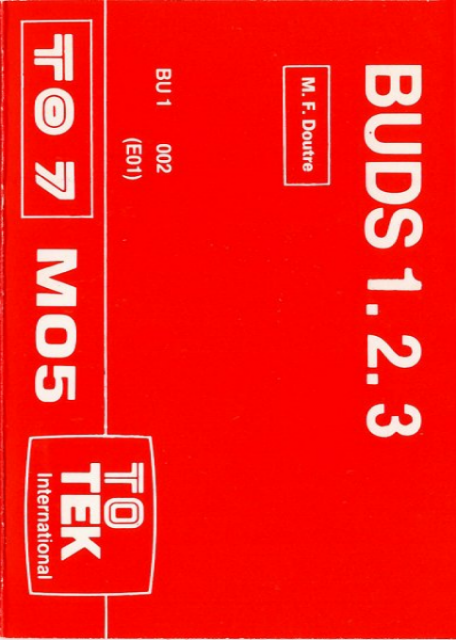 BUDS 1. 2. 3
M. F. Doutre
BU 1 002
(E01)
TO 7 MO5
TO
TEK
International